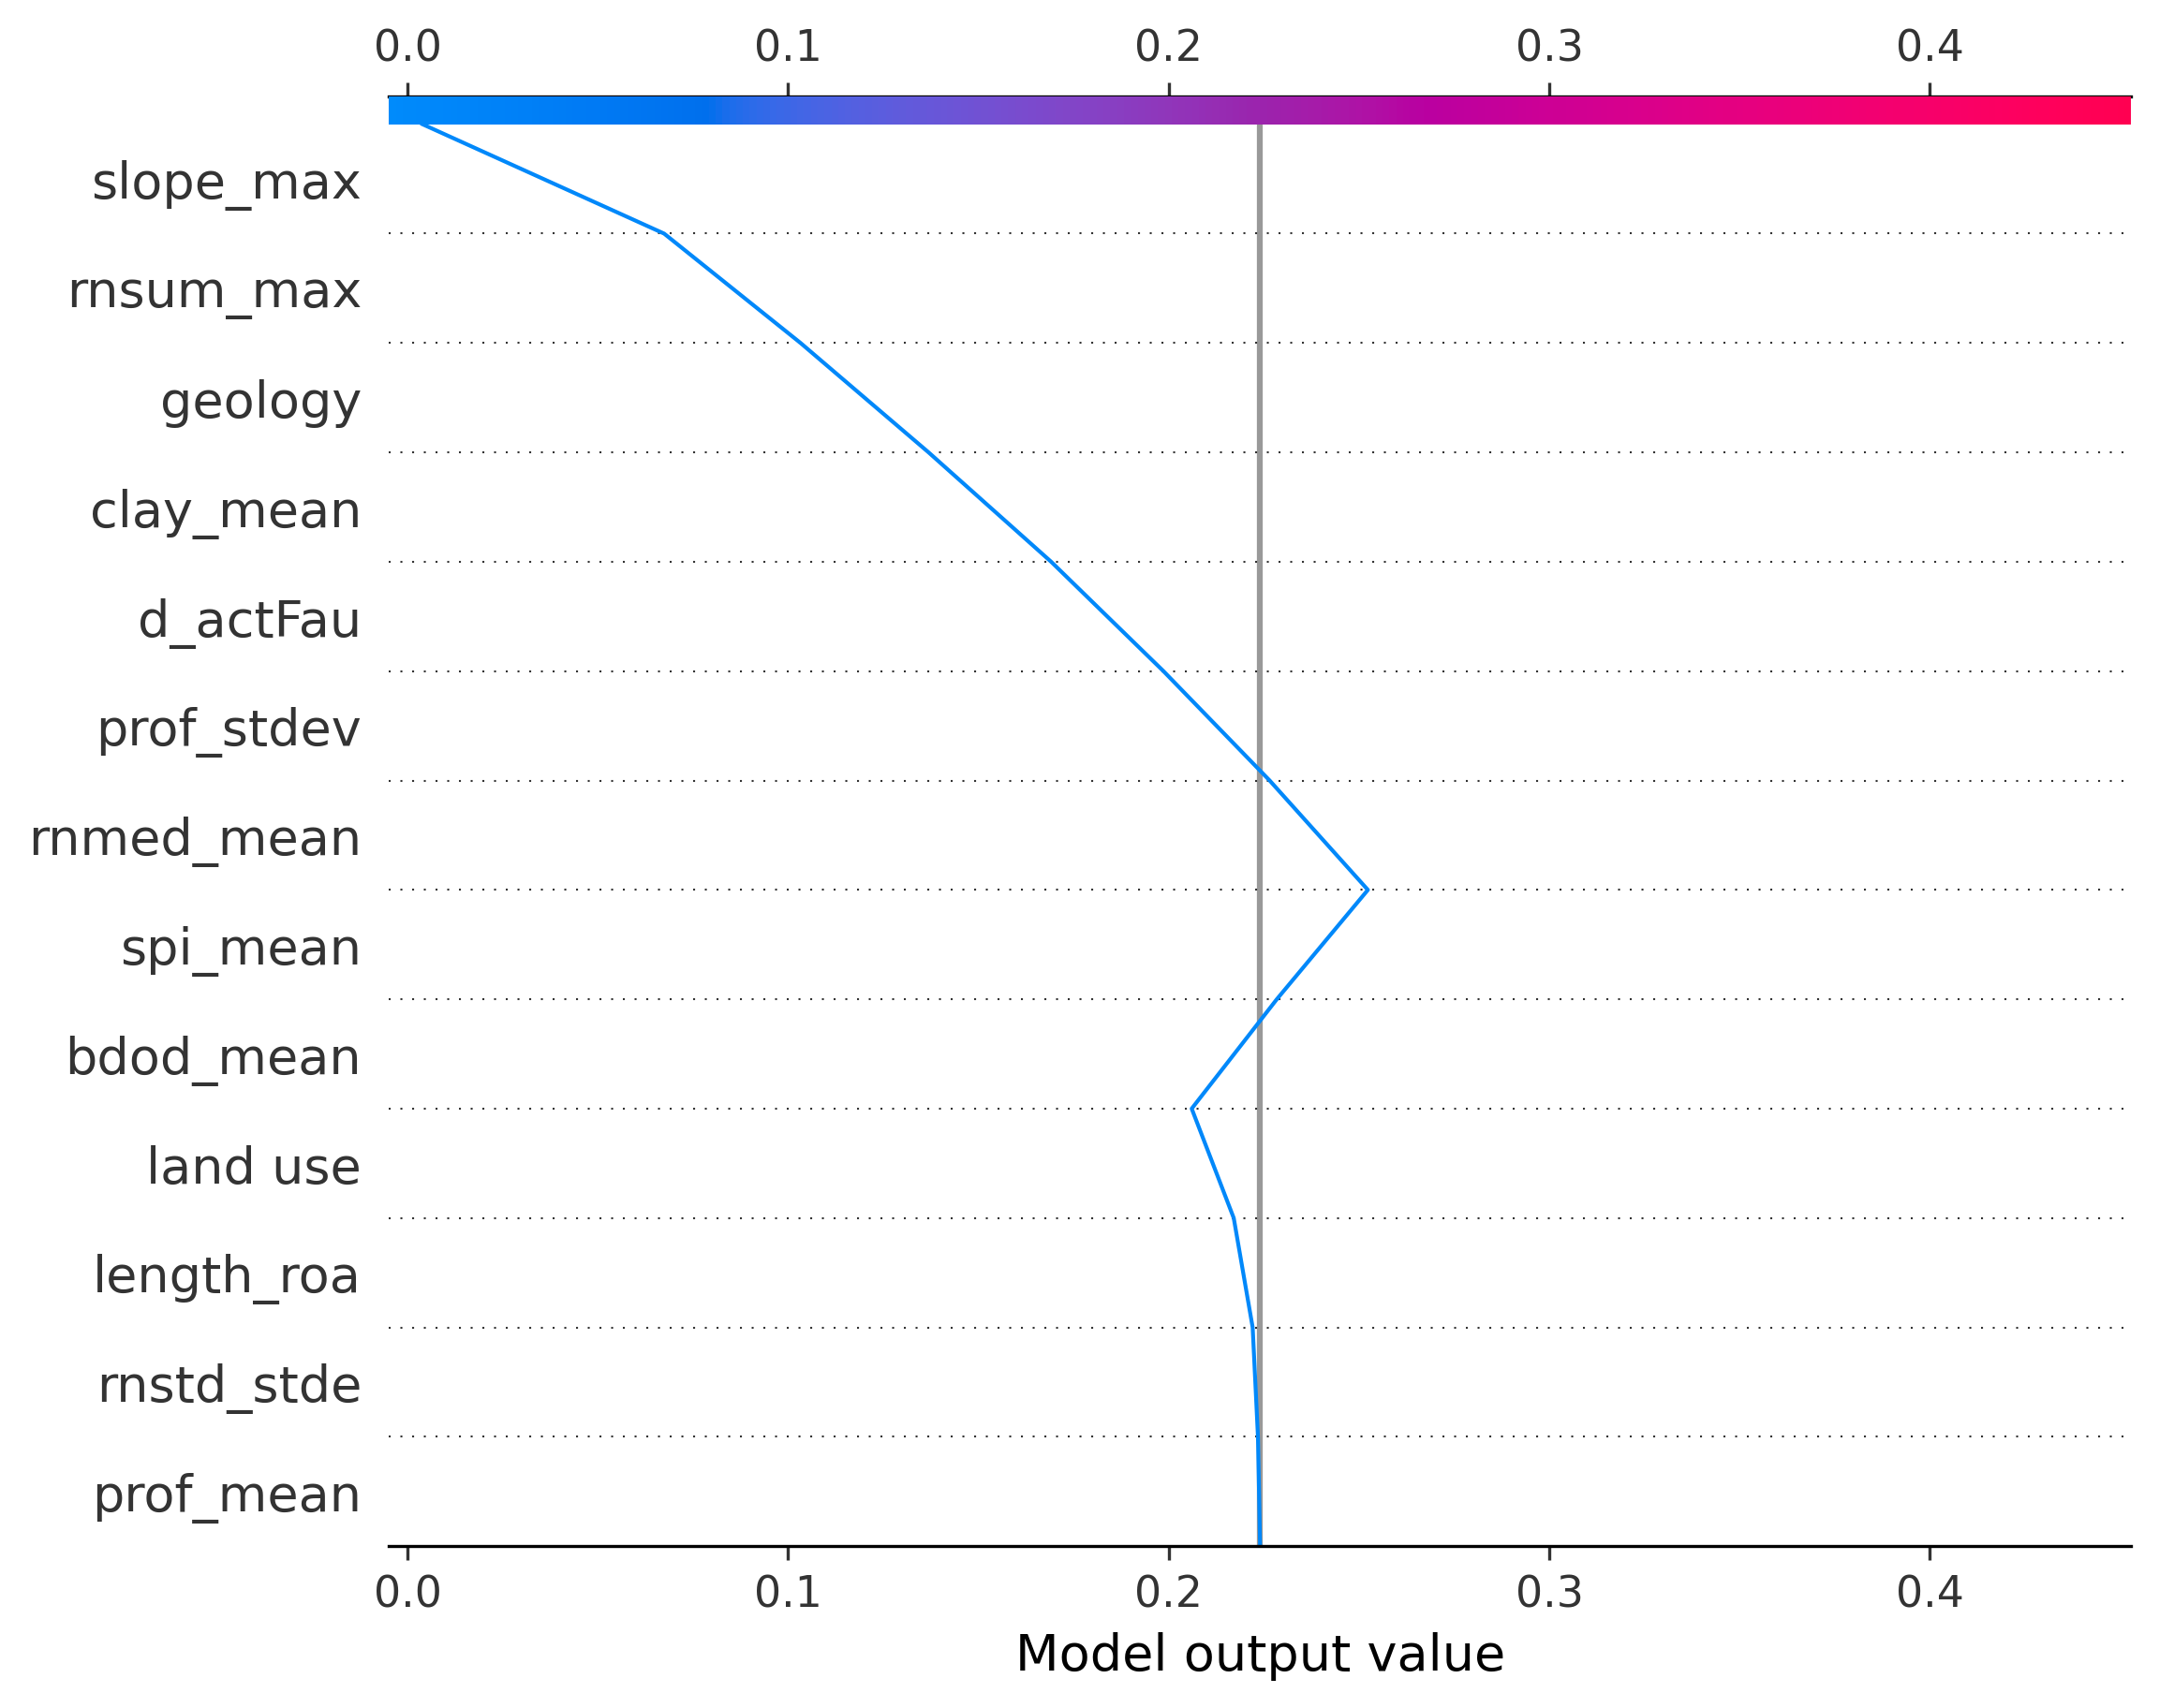 0.0 0.1 0.2 0.3 0.4
slope_max
rnsum_max
geology
clay_mean
d_actFau
prof_stdev
rnmed_mean
spi_mean
bdod_mean
land use
length_roa
rnstd_stde
prof_mean
0.0 0.1 0.2 0.3 0.4
Model output value